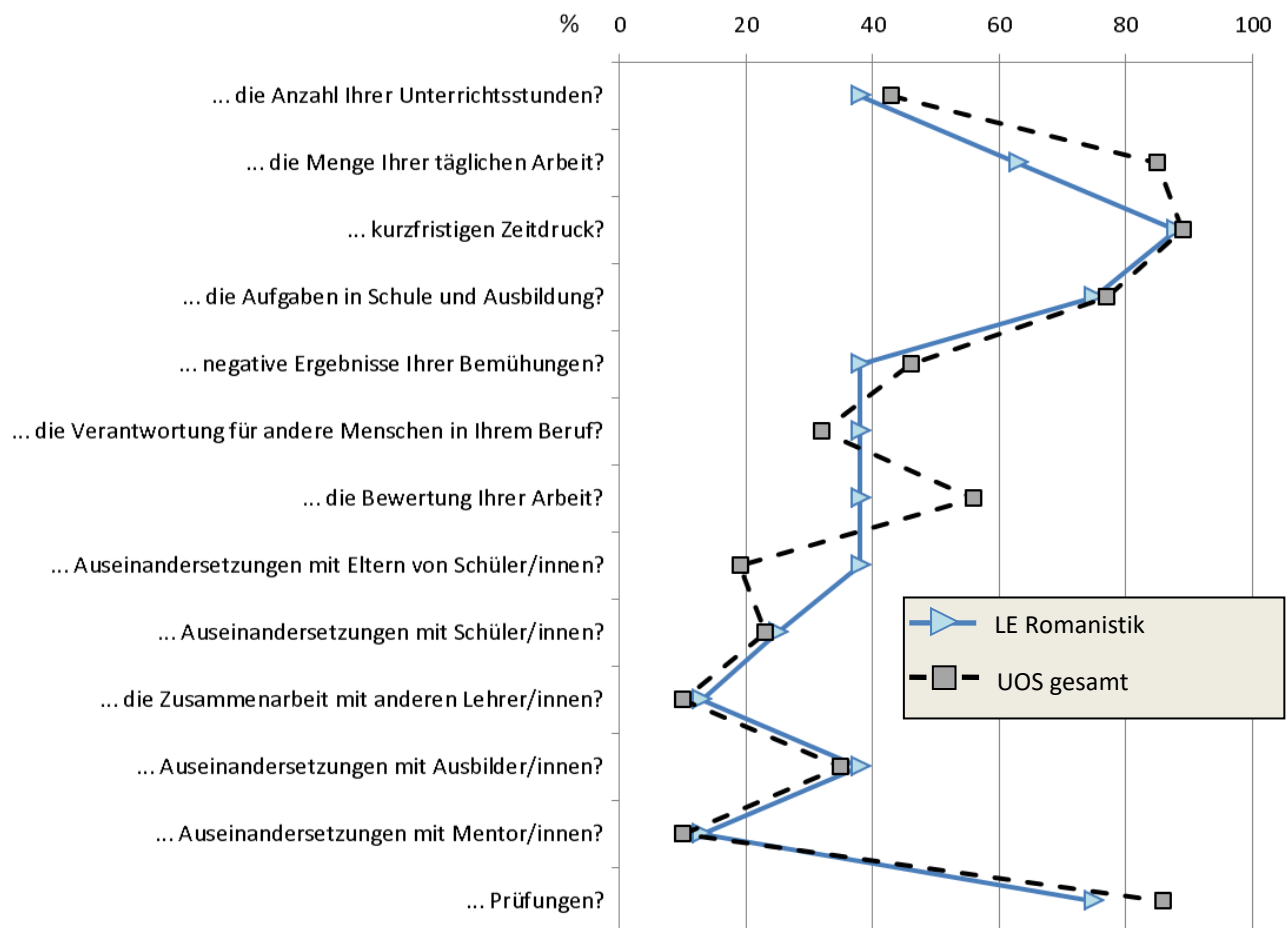 % 0 20 40 60 80 100
... die Anzahl Ihrer Unterrichtsstunden?
... die Menge Ihrer täglichen Arbeit?
... kurzfristigen Zeitdruck?
... die Aufgaben in Schule und Ausbildung?
... negative Ergebnisse Ihrer Bemühungen?
... die Verantwortung für andere Menschen in Ihrem Beruf?
... die Bewertung Ihrer Arbeit?
... Auseinandersetzungen mit Eltern von Schüler/innen?
... Auseinandersetzungen mit Schüler/innen?
... die Zusammenarbeit mit anderen Lehrer/innen?
... Auseinandersetzungen mit Ausbilder/innen?
... Auseinandersetzungen mit Mentor/innen?
... Prüfungen?
LE Romanistik
UOS gesamt